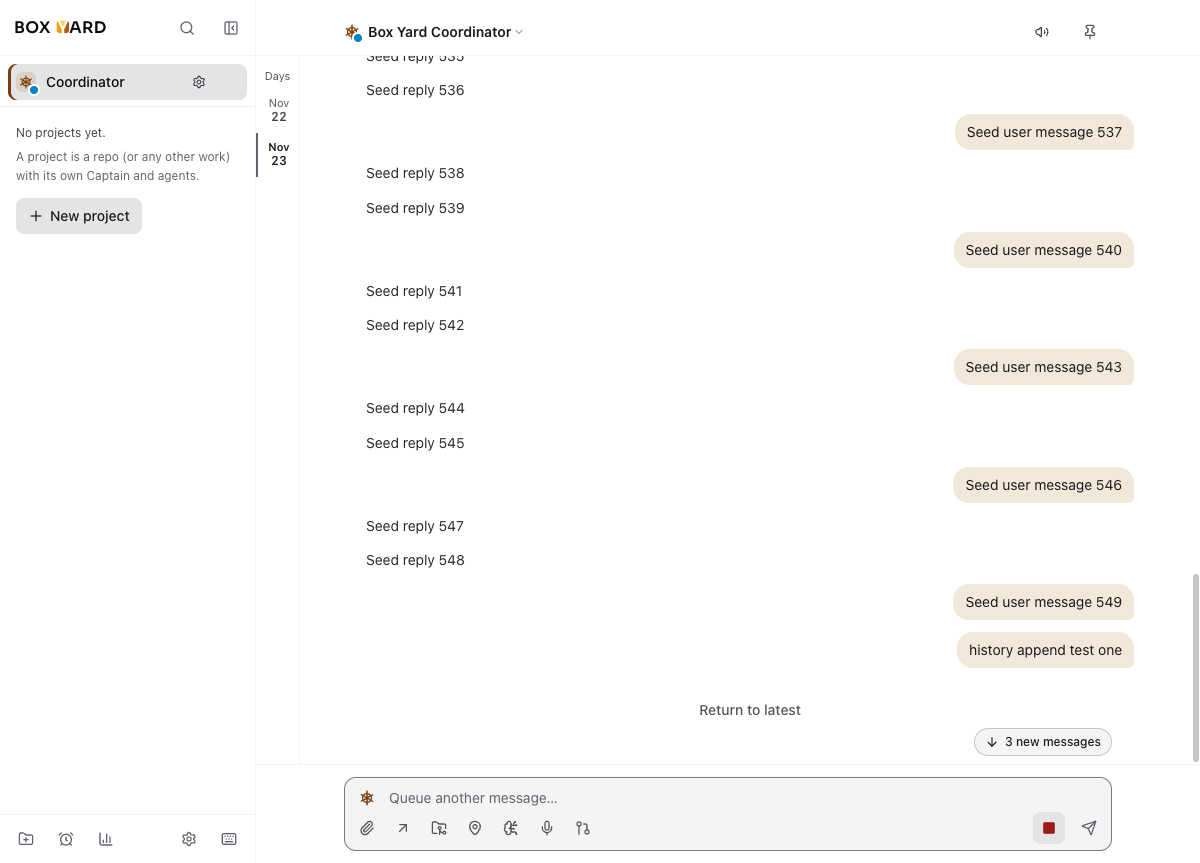 BOX YARD
Coordinator
No projects yet.
A project is a repo (or any other work)
with its own Captain and agents.
New project
Box Yard Coordinator
Days
Nov
22
Nov
23
Seed reply 535
Seed reply 536
Seed user message 537
Seed reply 538
Seed reply 539
Seed user message 540
Seed reply 541
Seed reply 542
Seed user message 543
Seed reply 544
Seed reply 545
Seed user message 546
Seed reply 547
Seed reply 548
Seed user message 549
history append test one
Return to latest
3 new messages
Queue another message…